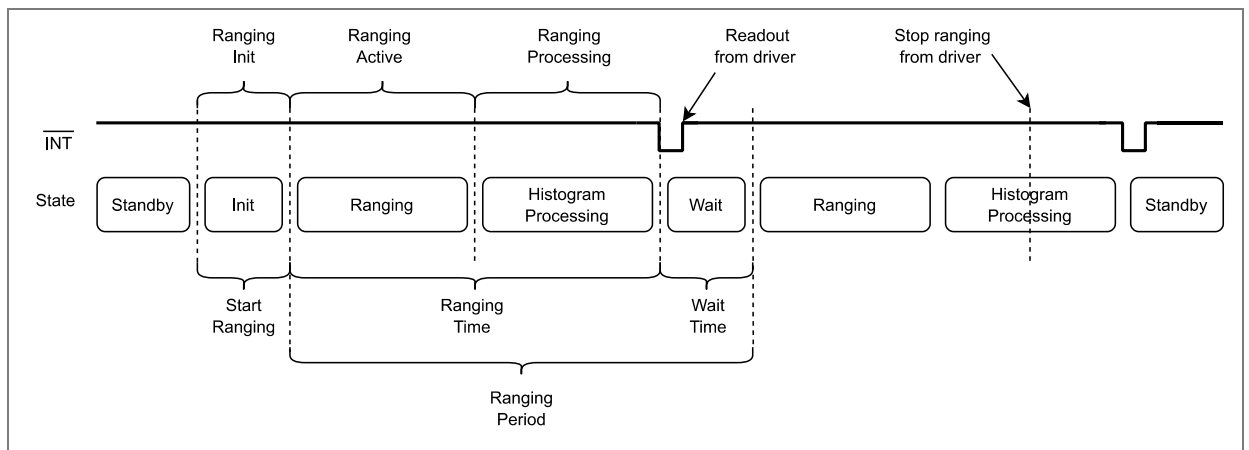 Ranging
Init
Ranging
Active
Ranging
Processing
Readout
from driver
Stop ranging
from driver
INT
State
Standby
Init
Ranging
Histogram
Processing
Wait
Ranging
Histogram
Processing
Standby
Start
Ranging
Ranging
Time
Wait
Time
Ranging
Period